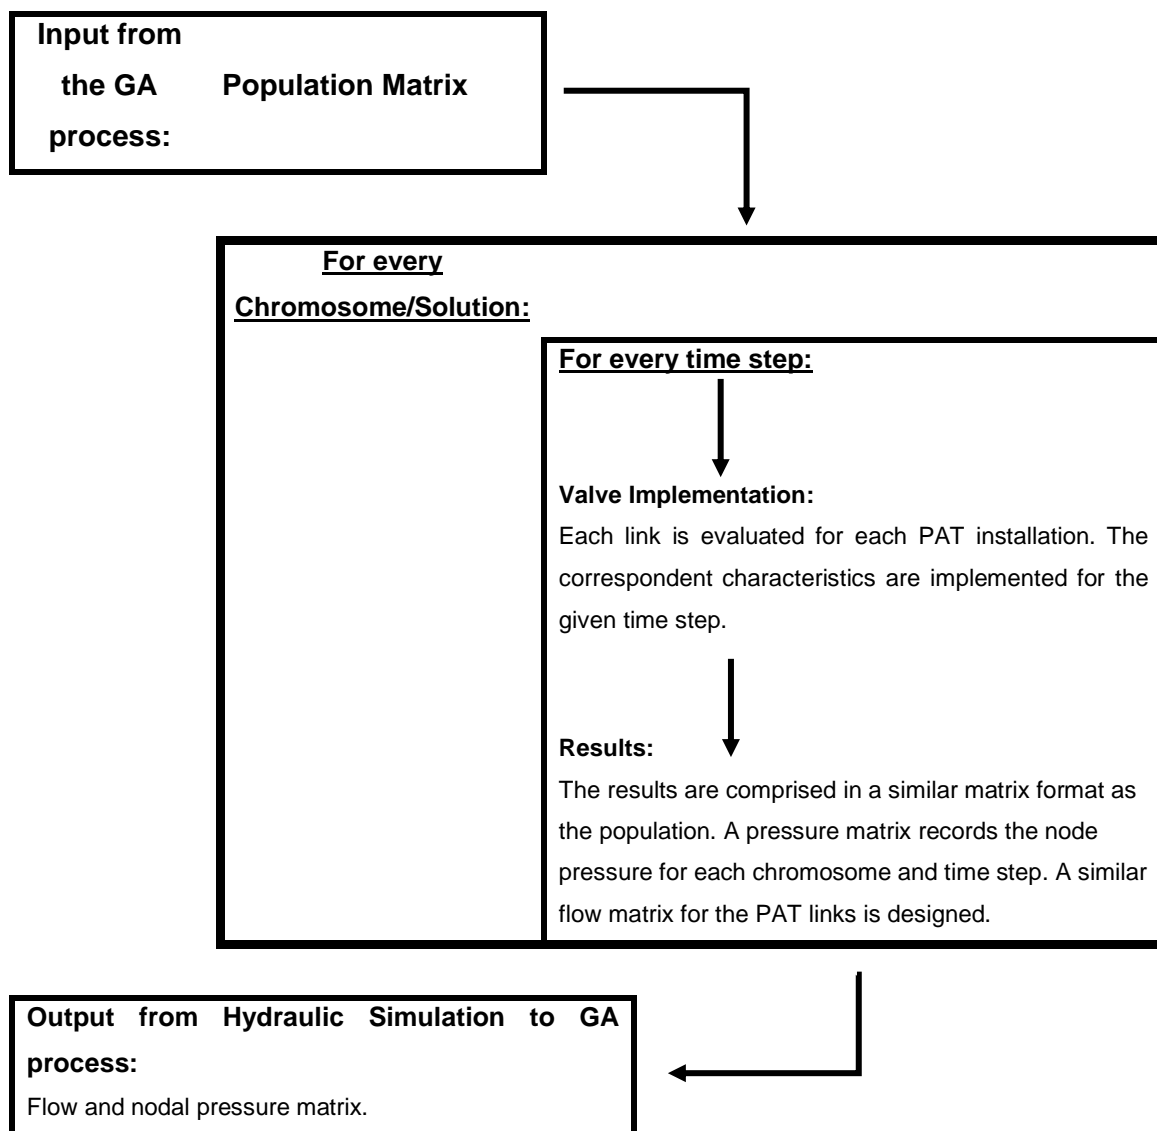 Input from
the GA Population Matrix
process:
For every
Chromosome/Solution:
For every time step:
Valve Implementation:
Each link is evaluated for each PAT installation. The
correspondent characteristics are implemented for the
given time step.
Results:
The results are comprised in a similar matrix format as
the population. A pressure matrix records the node
pressure for each chromosome and time step. A similar
flow matrix for the PAT links is designed.
Output from Hydraulic Simulation to GA
process:
Flow and nodal pressure matrix.